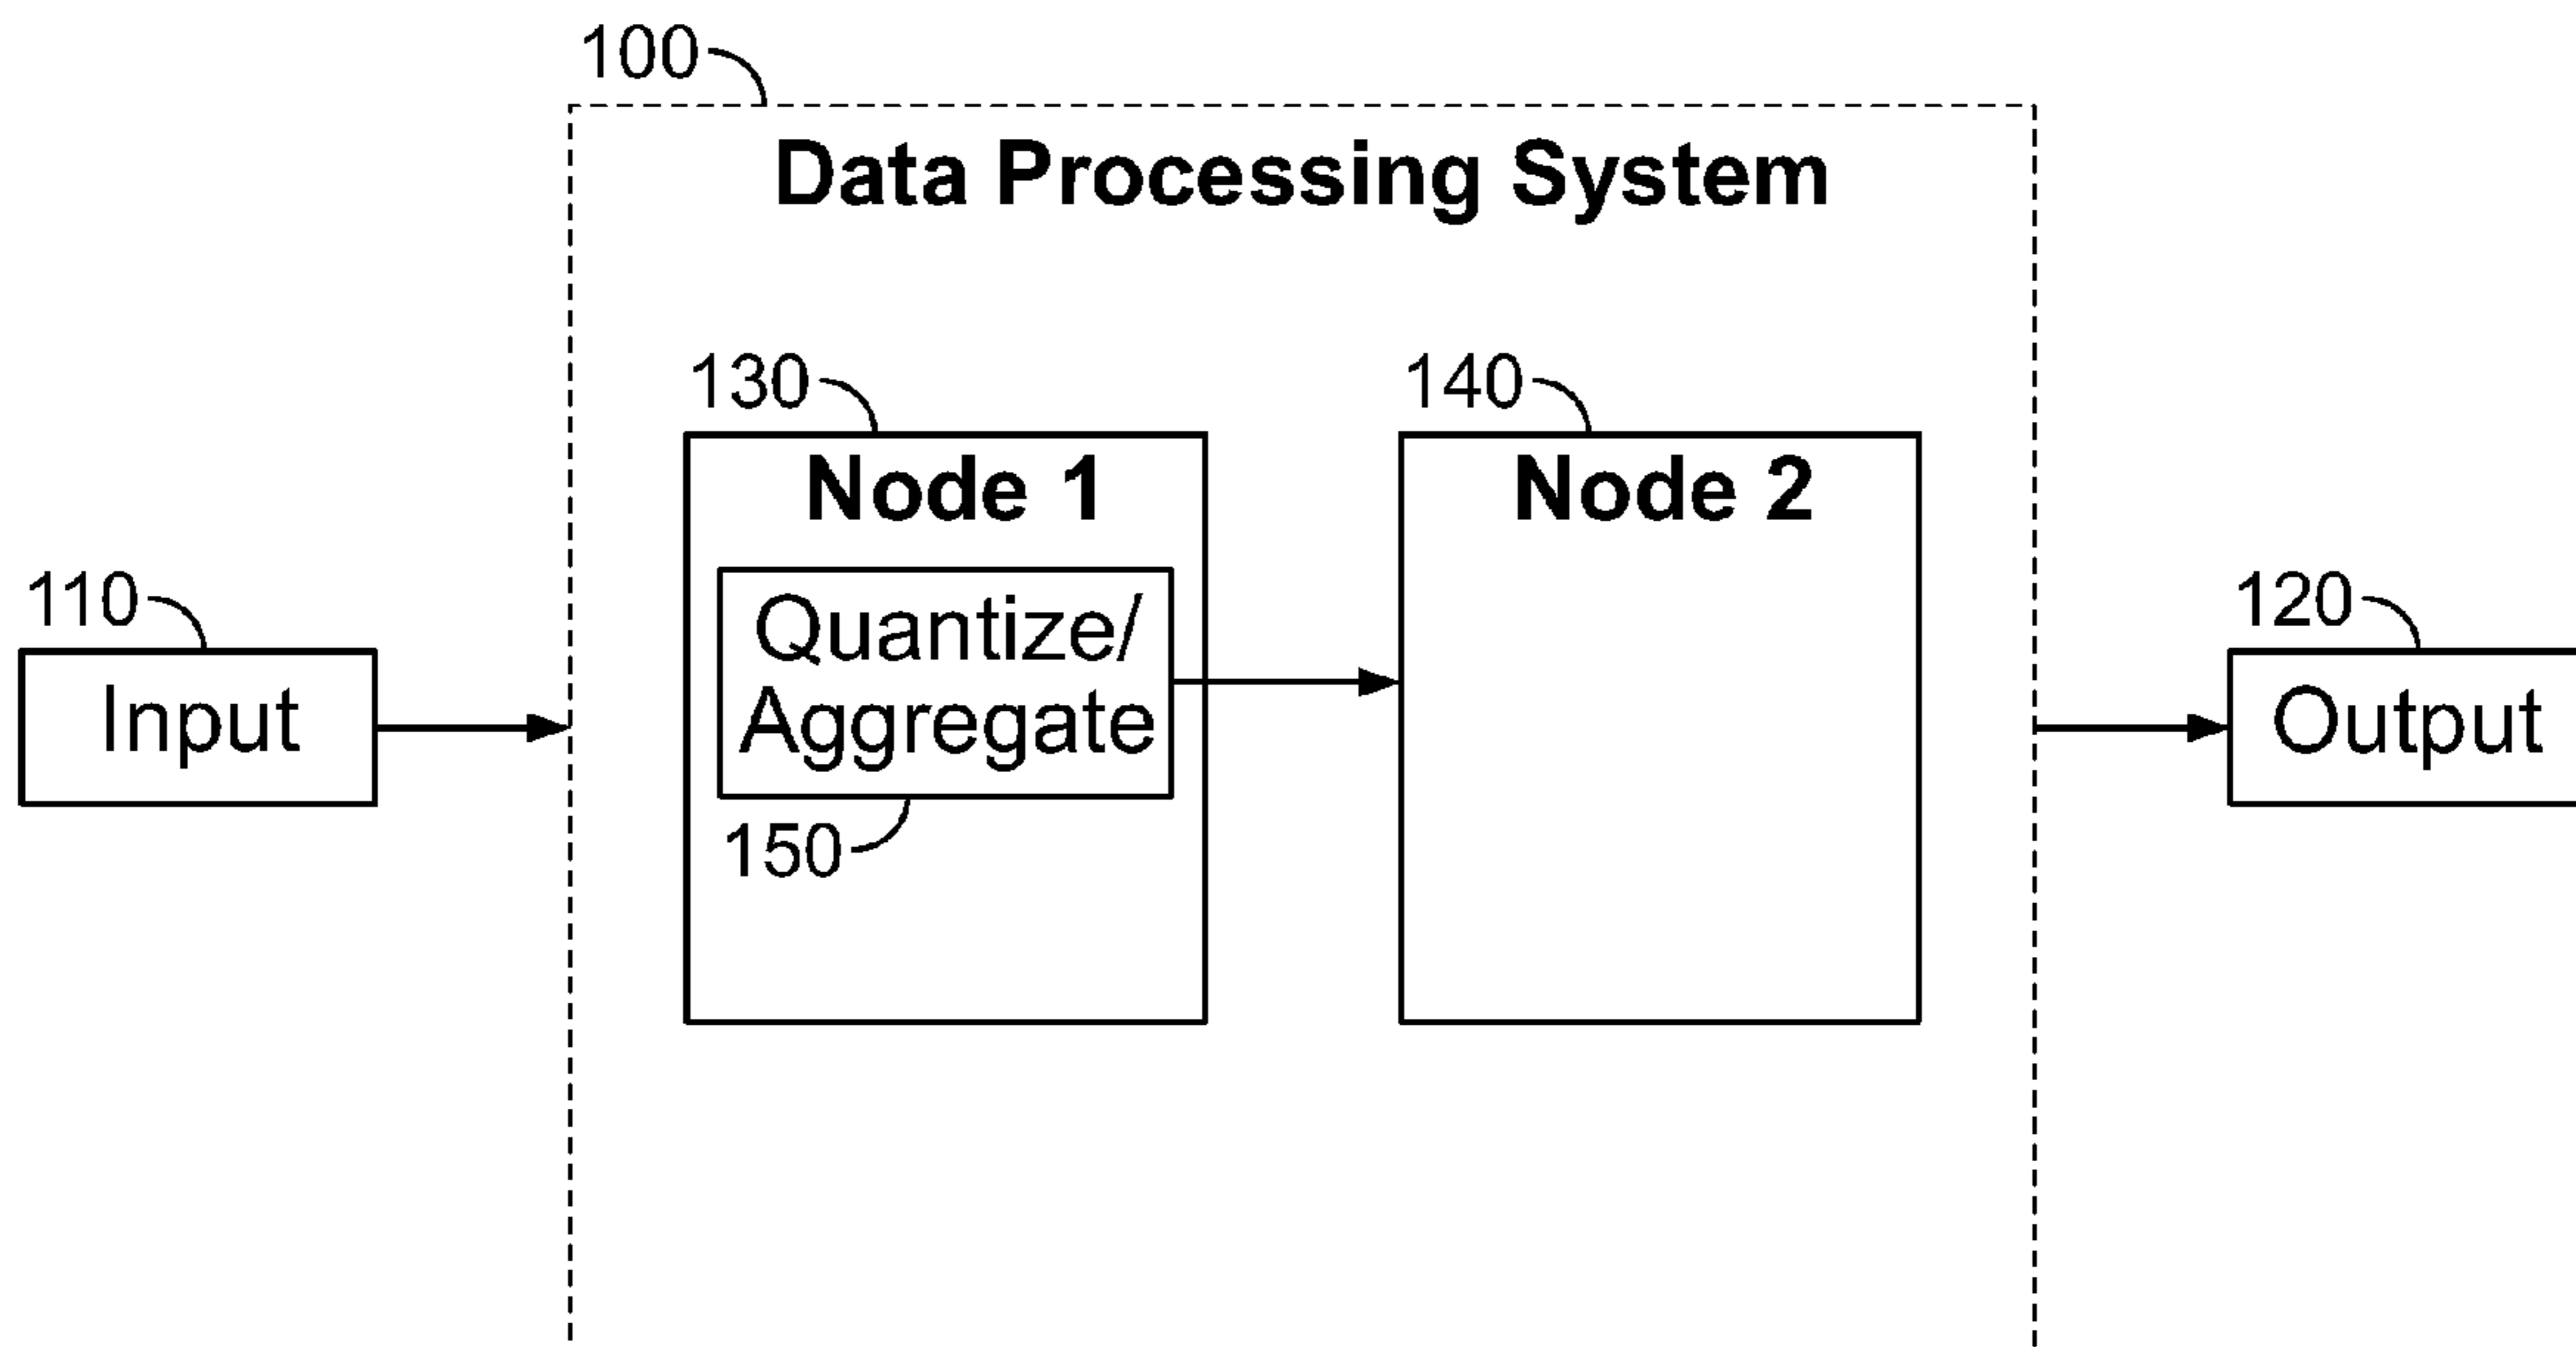 100
Data Processing System
130
140
Node 1
Node 2
110
Input
Quantize/
Aggregate
150
120
Output